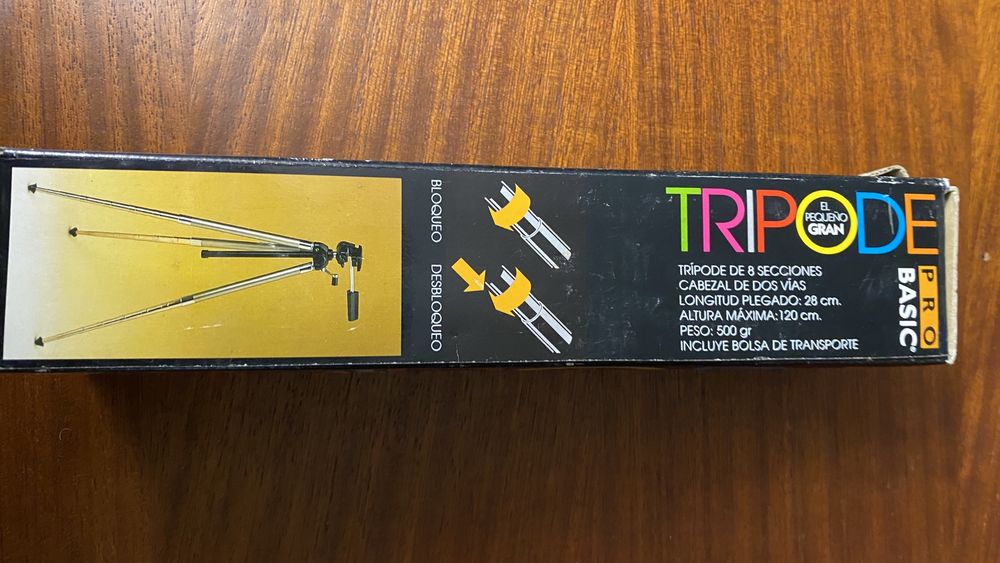 TRIPODE
EL
PEQUEÑO
GRAN
PRO
BASIC®
TRÍPODE DE 8 SECCIONES
CABEZAL DE DOS VÍAS
LONGITUD PLEGADO: 28 cm.
ALTURA MÁXIMA: 120 cm.
PESO: 500 gr
INCLUYE BOLSA DE TRANSPORTE
BLOQUEO
DESBLOQUEO